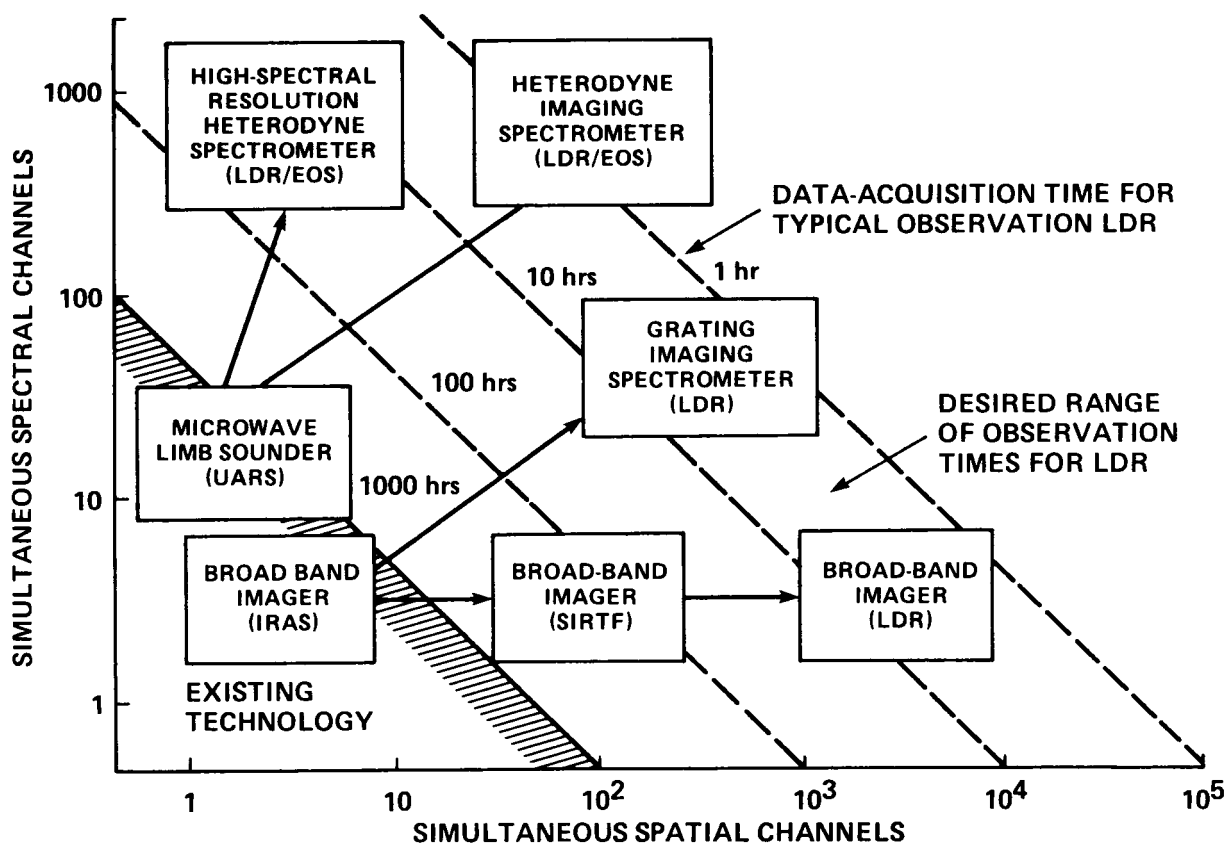 SIMULTANEOUS SPECTRAL CHANNELS
1000
100
10
1
HIGH-SPECTRAL
RESOLUTION
HETERODYNE
SPECTROMETER
(LDR/EOS)
HETERODYNE
IMAGING
SPECTROMETER
(LDR/EOS)
DATA-ACQUISITION TIME FOR
TYPICAL OBSERVATION LDR
1 hr
10 hrs
100 hrs
1000 hrs
GRATING
IMAGING
SPECTROMETER
(LDR)
DESIRED RANGE
OF OBSERVATION
TIMES FOR LDR
MICROWAVE
LIMB SOUNDER
(UARS)
BROAD BAND
IMAGER
(IRAS)
BROAD-BAND
IMAGER
(SIRTF)
BROAD-BAND
IMAGER
(LDR)
EXISTING
TECHNOLOGY
1
10
10²
10³
10⁴
10⁵
SIMULTANEOUS SPATIAL CHANNELS